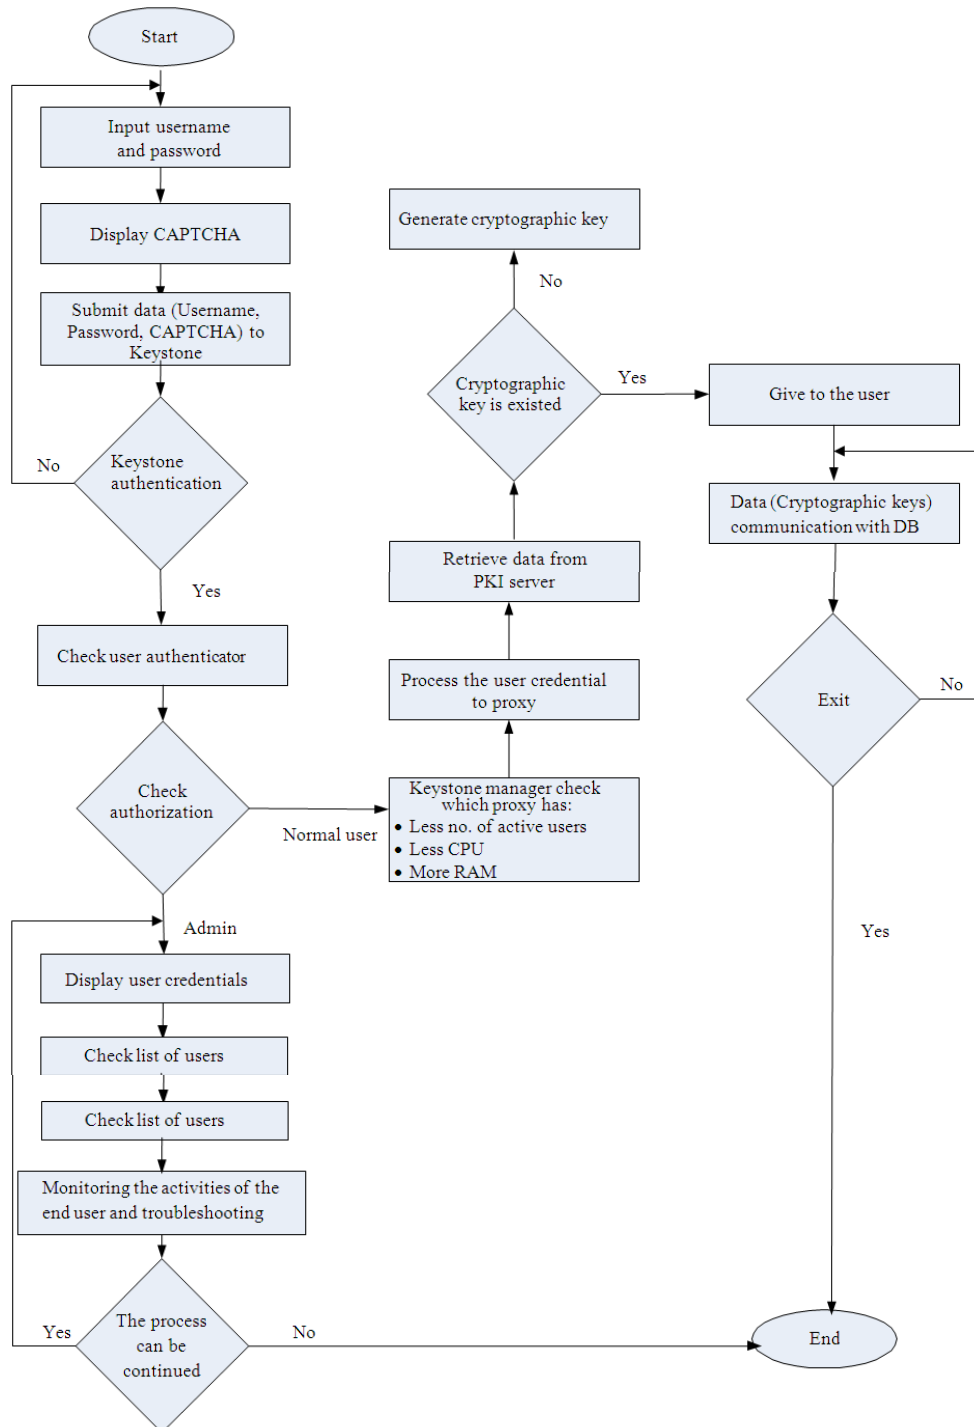 Start
Input username
and password
Display CAPTCHA
Submit data (Username,
Password, CAPTCHA) to
Keystone
No
Keystone
authentication
Yes
Check user authenticator
Check
authorization
Normal user
Admin
Display user credentials
Check list of users
Check list of users
Monitoring the activities of the
end user and troubleshooting
Yes
The process
can be
continued
No
Generate cryptographic key
No
Cryptographic
key is existed
Yes
Retrieve data from
PKI server
Process the user credential
to proxy
Keystone manager check
which proxy has:
• Less no. of active users
• Less CPU
• More RAM
Give to the user
Data (Cryptographic keys)
communication with DB
Exit
No
Yes
End